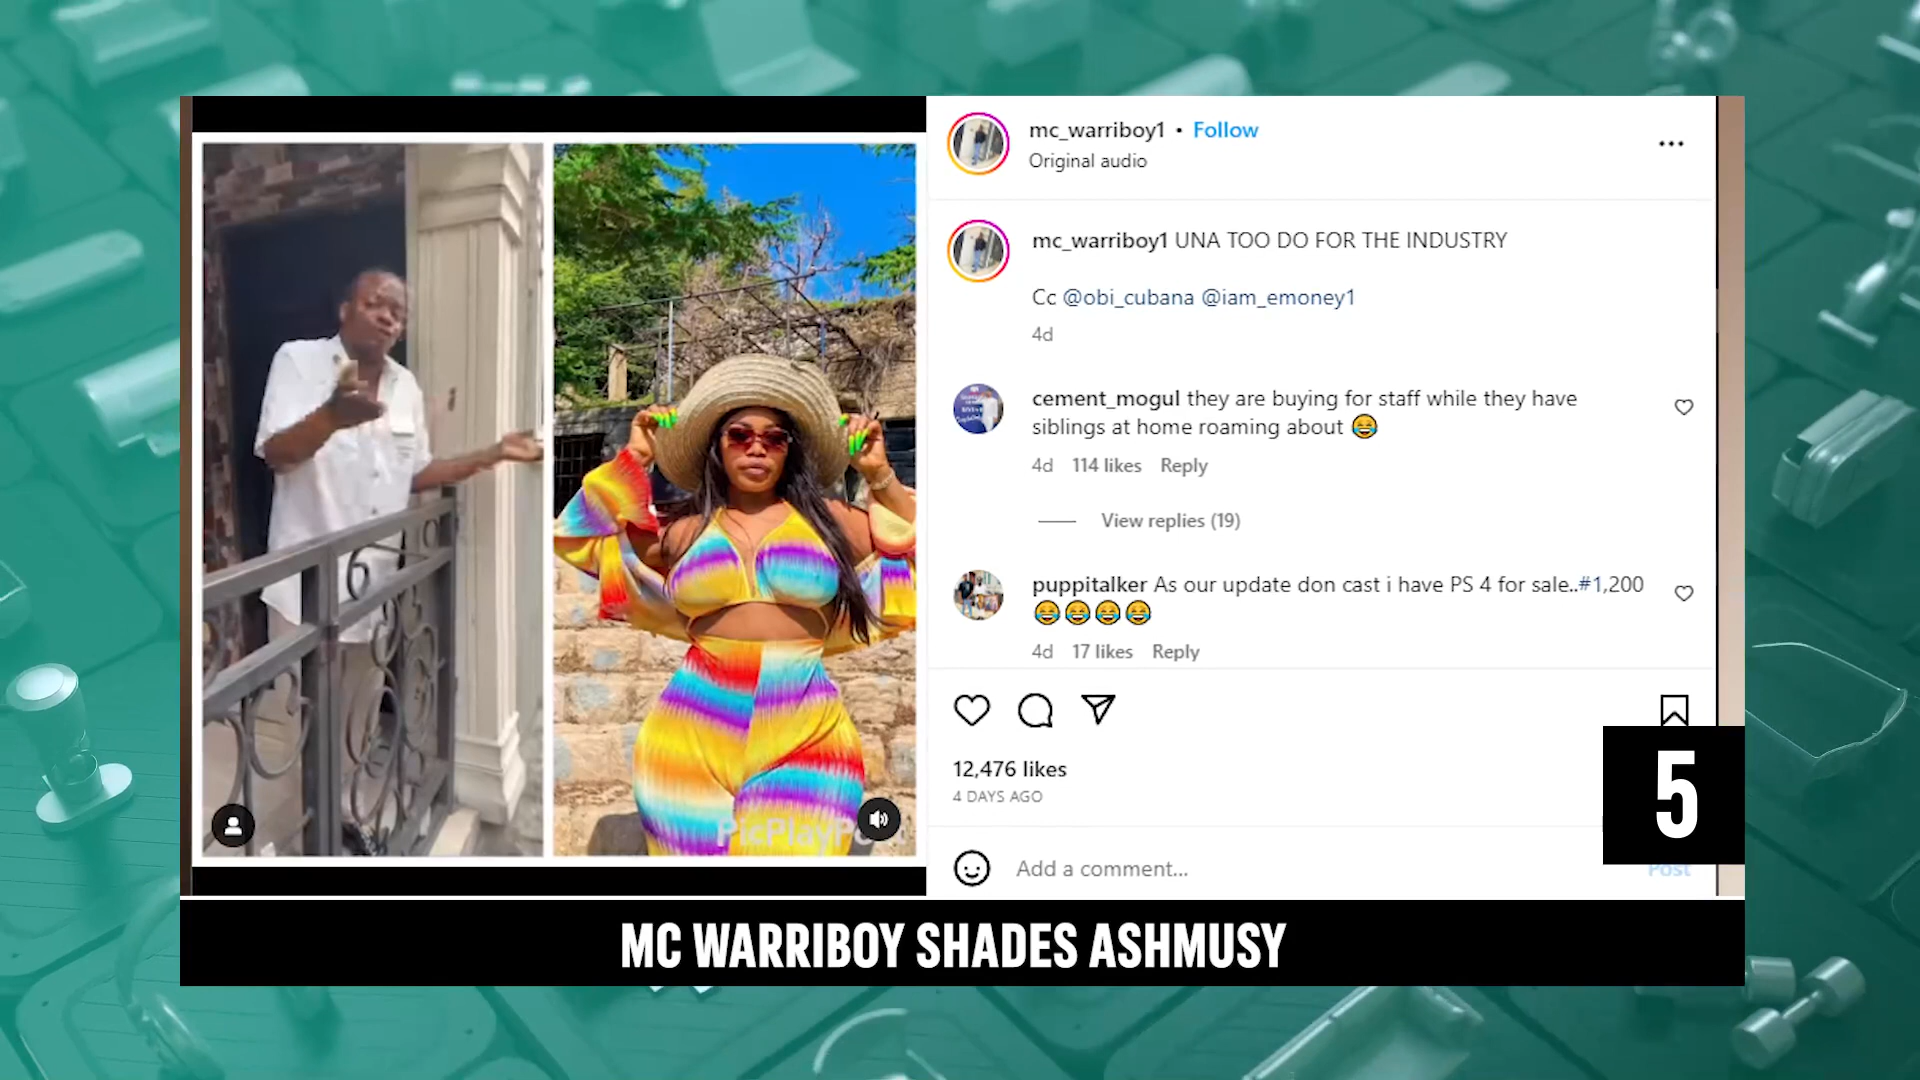 mc_warriboy1 • Follow
Original audio
mc_warriboy1 UNA TOO DO FOR THE INDUSTRY
Cc @obi_cubana @iam_emoney1
4d
cement_mogul they are buying for staff while they have
siblings at home roaming about 😂
4d 114 likes Reply
View replies (19)
puppitalker As our update don cast i have PS 4 for sale..#1,200
😂😂😂😂
4d 17 likes Reply
12,476 likes
4 DAYS AGO
Add a comment...
Post
5
MC WARRIBOY SHADES ASHMUSY